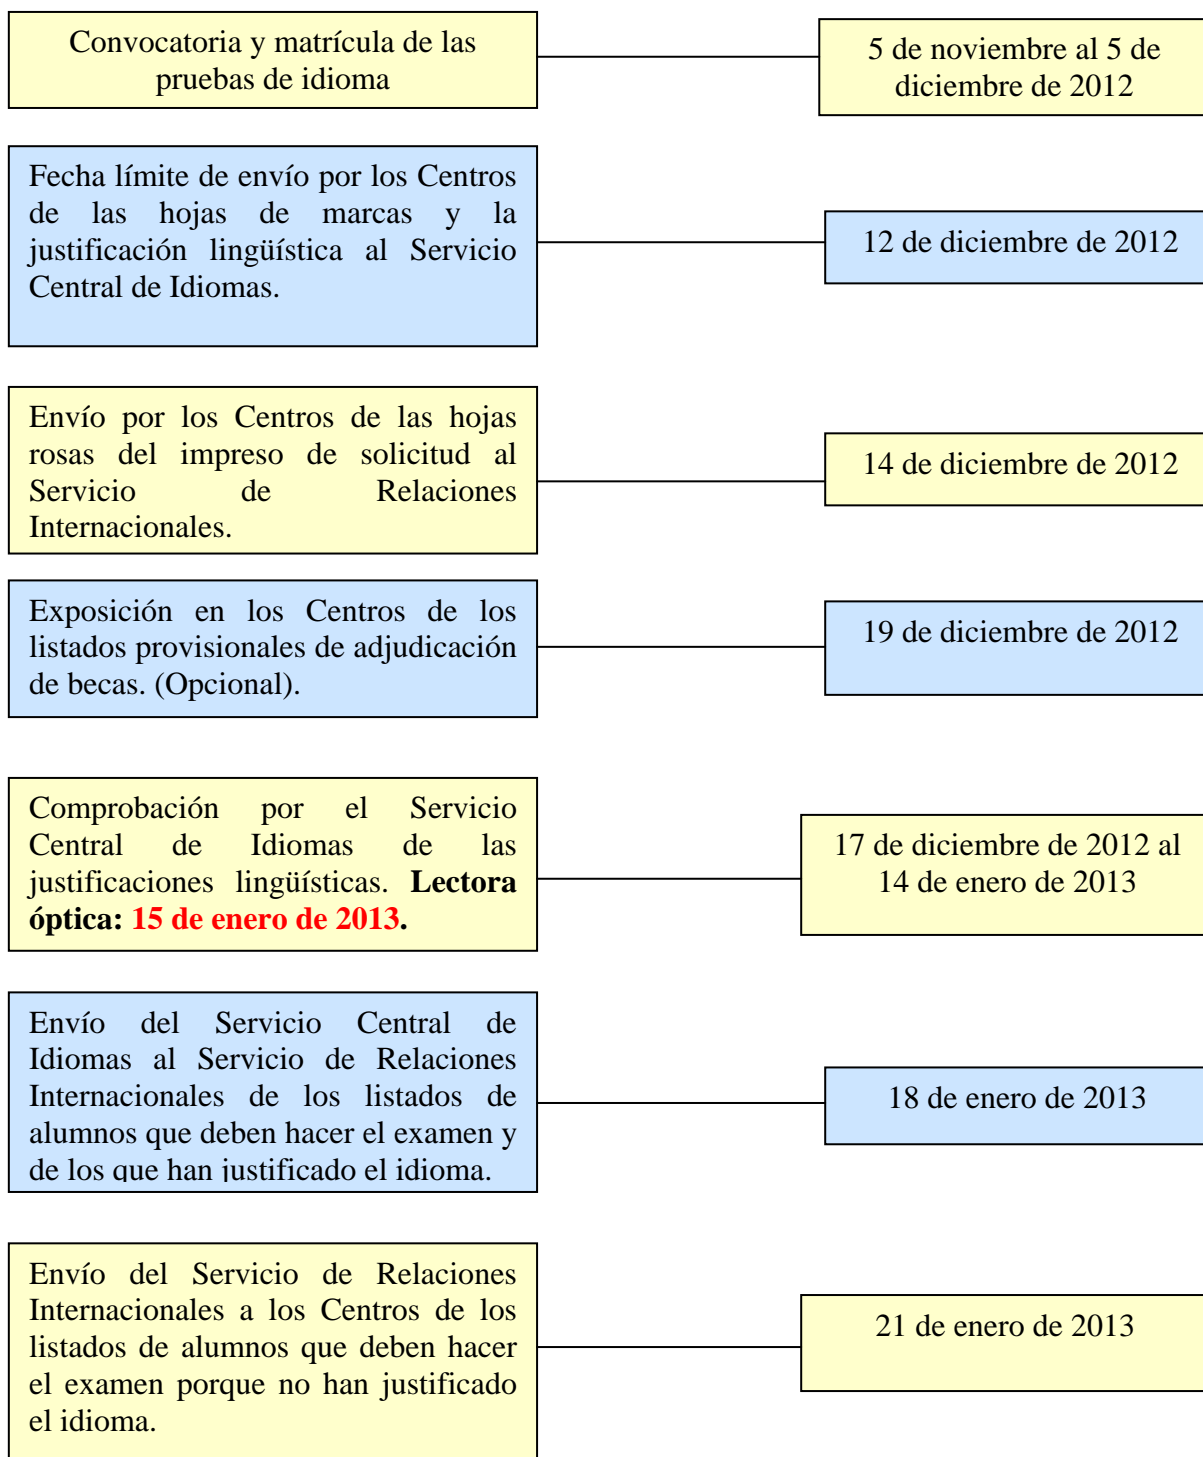 Convocatoria y matrícula de las
pruebas de idioma
5 de noviembre al 5 de
diciembre de 2012
Fecha límite de envío por los Centros
de las hojas de marcas y la
justificación lingüística al Servicio
Central de Idiomas.
12 de diciembre de 2012
Envío por los Centros de las hojas
rosas del impreso de solicitud al
Servicio de Relaciones
Internacionales.
14 de diciembre de 2012
Exposición en los Centros de los
listados provisionales de adjudicación
de becas. (Opcional).
19 de diciembre de 2012
Comprobación por el Servicio
Central de Idiomas de las
justificaciones lingüísticas. Lectora
óptica: 15 de enero de 2013.
17 de diciembre de 2012 al
14 de enero de 2013
Envío del Servicio Central de
Idiomas al Servicio de Relaciones
Internacionales de los listados de
alumnos que deben hacer el examen y
de los que han justificado el idioma.
18 de enero de 2013
Envío del Servicio de Relaciones
Internacionales a los Centros de los
listados de alumnos que deben hacer
el examen porque no han justificado
el idioma.
21 de enero de 2013